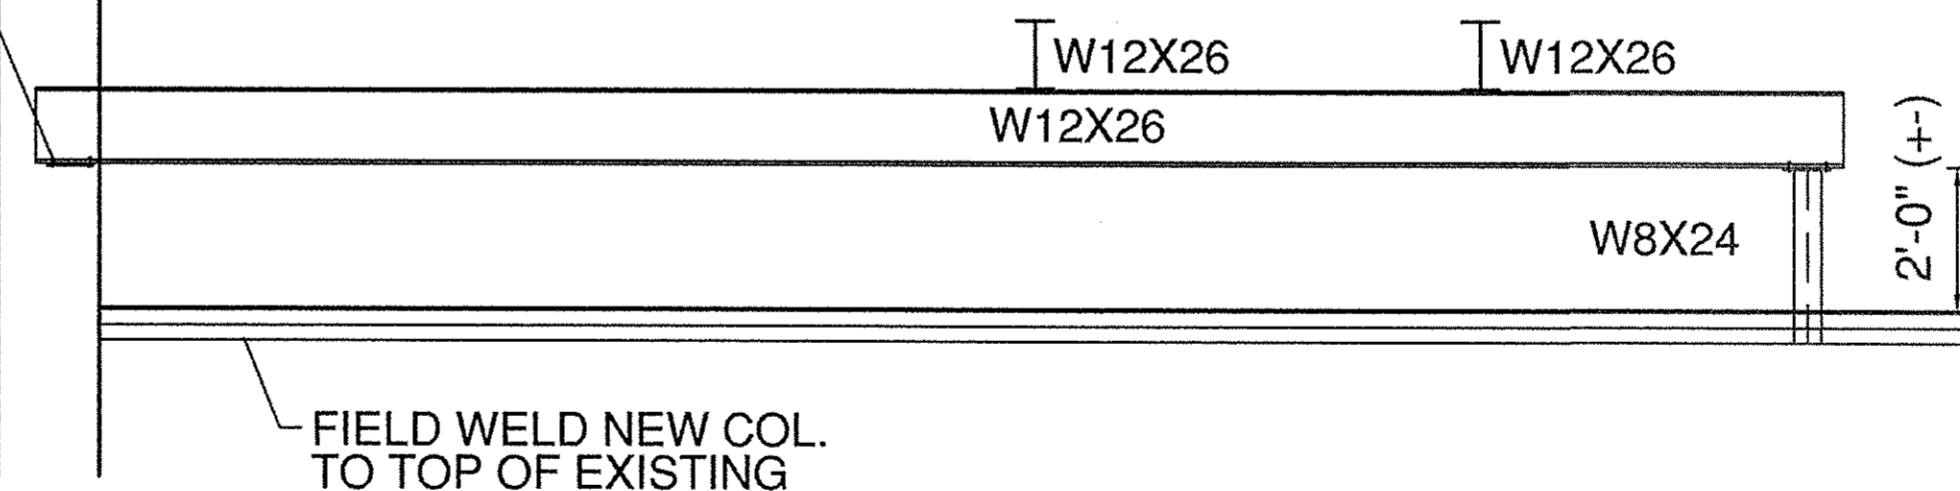 W12X26
W12X26
W12X26
W8X24
2'-0" (+-)
FIELD WELD NEW COL.
TO TOP OF EXISTING